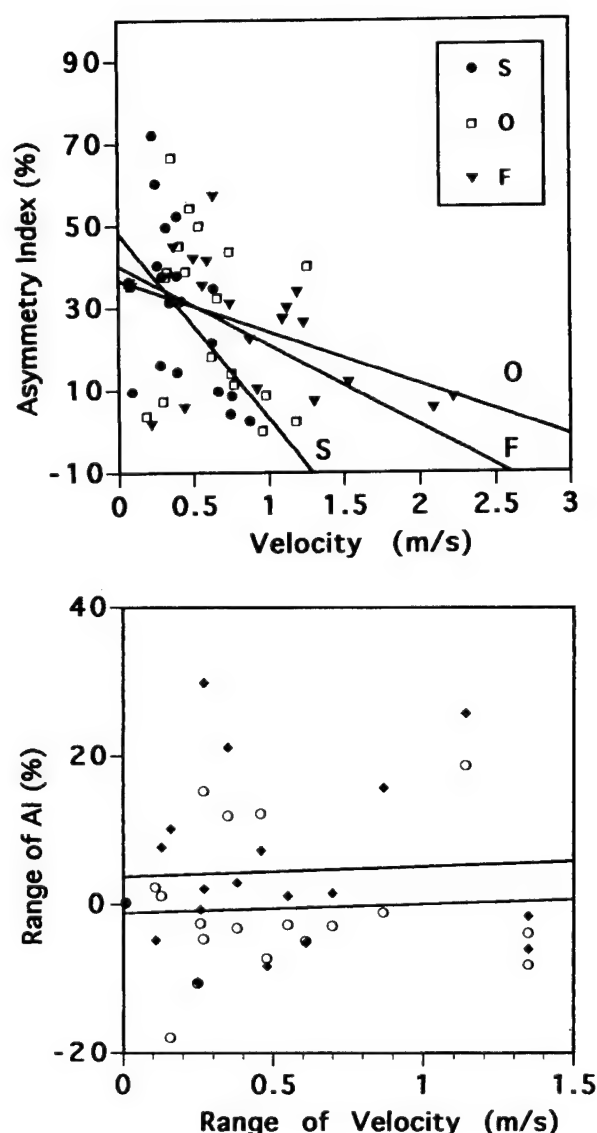 90
70
50
30
10
-10
Asymmetry Index (%)
S
O
F
O
S
F
0 0.5 1 1.5 2 2.5 3
Velocity (m/s)
40
20
0
-20
Range of AI (%)
0 0.5 1 1.5
Range of Velocity (m/s)